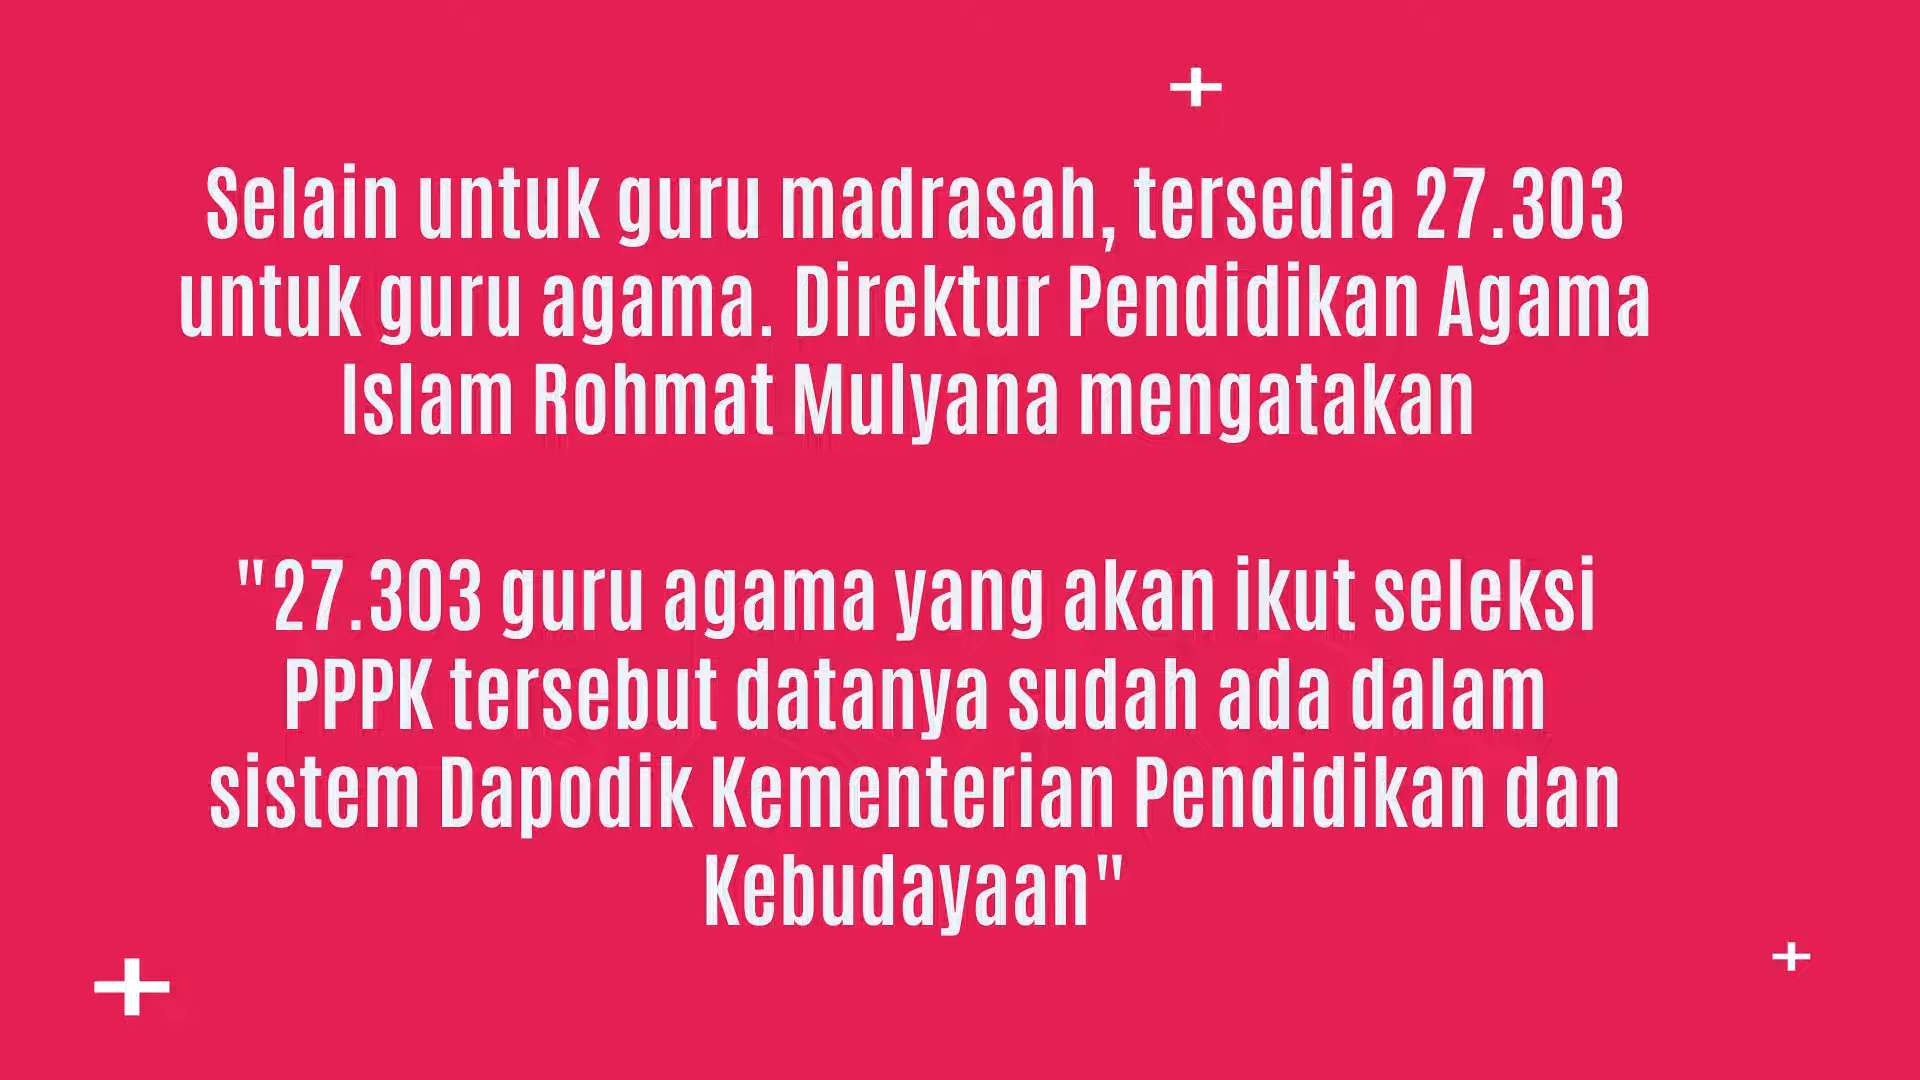 Selain untuk guru madrasah, tersedia 27.303
untuk guru agama. Direktur Pendidikan Agama
Islam Rohmat Mulyana mengatakan
"27.303 guru agama yang akan ikut seleksi
PPPK tersebut datanya sudah ada dalam
sistem Dapodik Kementerian Pendidikan dan
Kebudayaan"